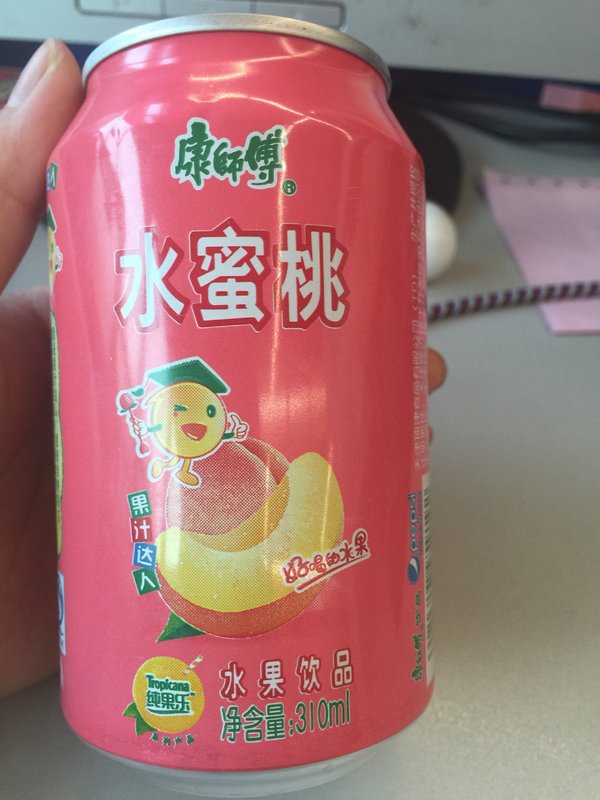 康師傅
水蜜桃
果汁达人
好喝的水果
Tropicana
纯果乐
水果饮品
净含量:310ml